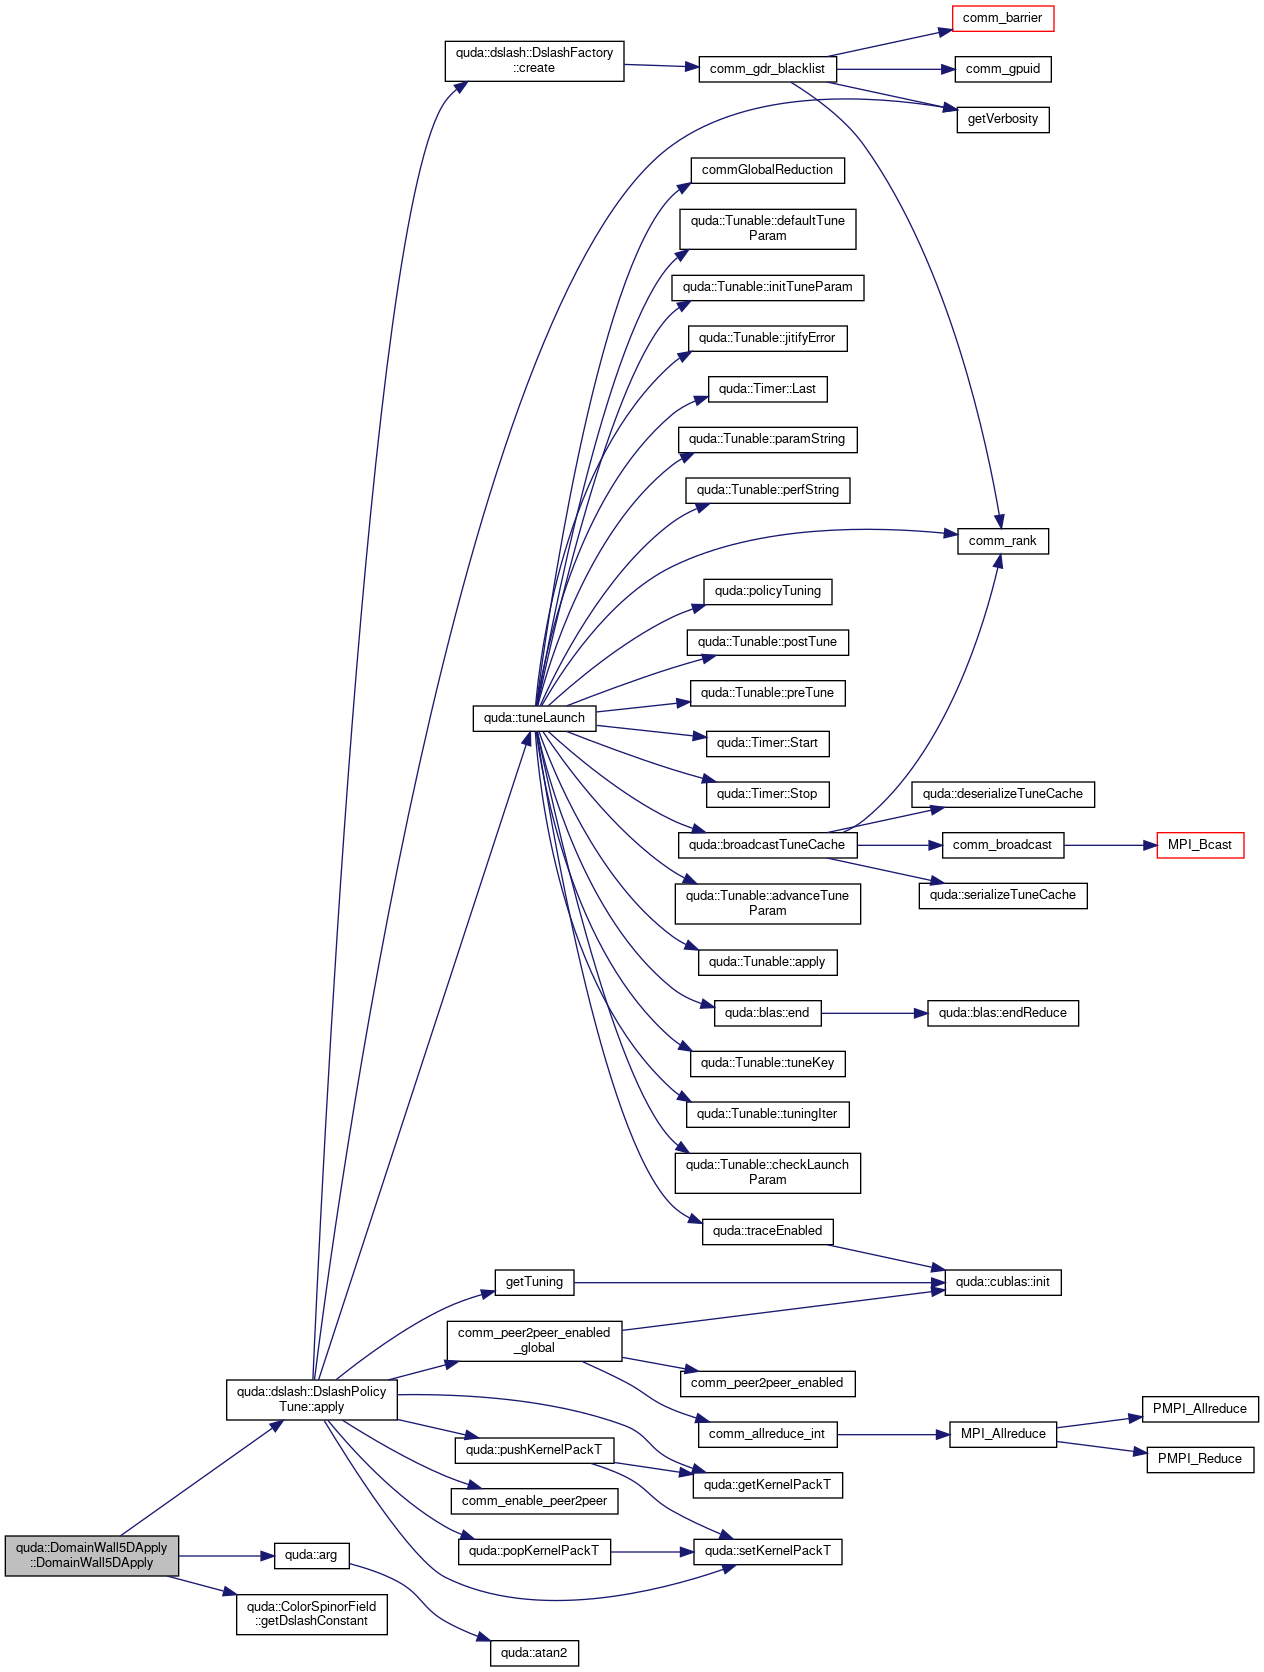 comm_barrier
quda::dslash::DslashFactory
::create
comm_gdr_blacklist
comm_gpuid
getVerbosity
commGlobalReduction
quda::Tunable::defaultTune
Param
quda::Tunable::initTuneParam
quda::Tunable::jitifyError
quda::Timer::Last
quda::Tunable::paramString
quda::Tunable::perfString
comm_rank
quda::policyTuning
quda::Tunable::postTune
quda::Tunable::preTune
quda::tuneLaunch
quda::Timer::Start
quda::Timer::Stop
quda::deserializeTuneCache
quda::broadcastTuneCache
comm_broadcast
MPI_Bcast
quda::serializeTuneCache
quda::Tunable::advanceTune
Param
quda::Tunable::apply
quda::blas::end
quda::blas::endReduce
quda::Tunable::tuneKey
quda::Tunable::tuningIter
quda::Tunable::checkLaunch
Param
quda::traceEnabled
getTuning
quda::cublas::init
comm_peer2peer_enabled
_global
comm_peer2peer_enabled
quda::dslash::DslashPolicy
Tune::apply
comm_allreduce_int
MPI_Allreduce
PMPI_Allreduce
PMPI_Reduce
quda::pushKernelPackT
quda::getKernelPackT
comm_enable_peer2peer
quda::DomainWall5DApply
::DomainWall5DApply
quda::arg
quda::popKernelPackT
quda::setKernelPackT
quda::ColorSpinorField
::getDslashConstant
quda::atan2